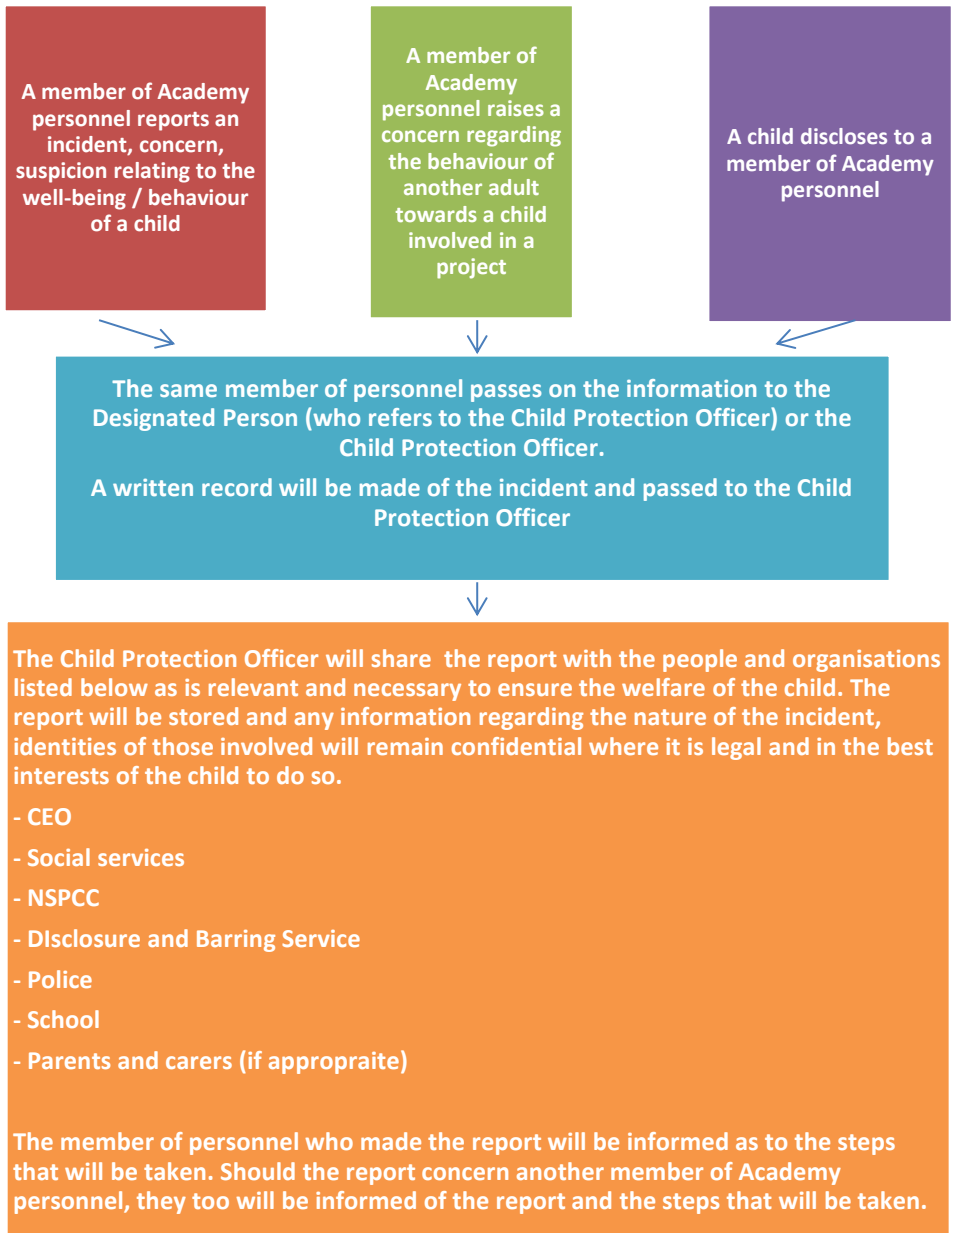 A member of Academy
personnel reports an
incident, concern,
suspicion relating to the
well-being / behaviour
of a child
A member of
Academy
personnel raises a
concern regarding
the behaviour of
another adult
towards a child
involved in a
project
A child discloses to a
member of Academy
personnel
The same member of personnel passes on the information to the
Designated Person (who refers to the Child Protection Officer) or the
Child Protection Officer.
A written record will be made of the incident and passed to the Child
Protection Officer
The Child Protection Officer will share  the report with the people and organisations
listed below as is relevant and necessary to ensure the welfare of the child. The
report will be stored and any information regarding the nature of the incident,
identities of those involved will remain confidential where it is legal and in the best
interests of the child to do so.
- CEO
- Social services
- NSPCC
- DIsclosure and Barring Service
- Police
- School
- Parents and carers (if appropraite)
The member of personnel who made the report will be informed as to the steps
that will be taken. Should the report concern another member of Academy
personnel, they too will be informed of the report and the steps that will be taken.